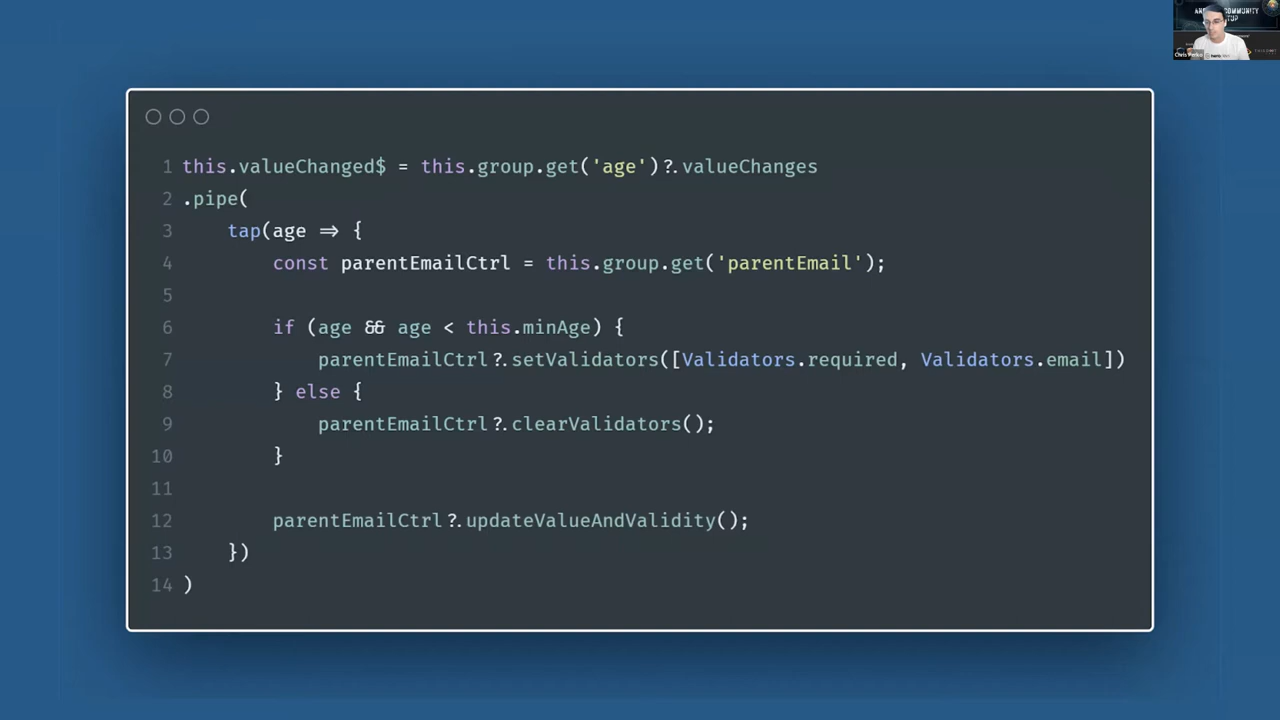 1 this.valueChanged$ = this.group.get('age')?.valueChanges
2 .pipe(
3 tap(age => {
4 const parentEmailCtrl = this.group.get('parentEmail');
5
6 if (age && age < this.minAge) {
7 parentEmailCtrl?.setValidators([Validators.required, Validators.email])
8 } else {
9 parentEmailCtrl?.clearValidators();
10 }
11
12 parentEmailCtrl?.updateValueAndValidity();
13 })
14 )